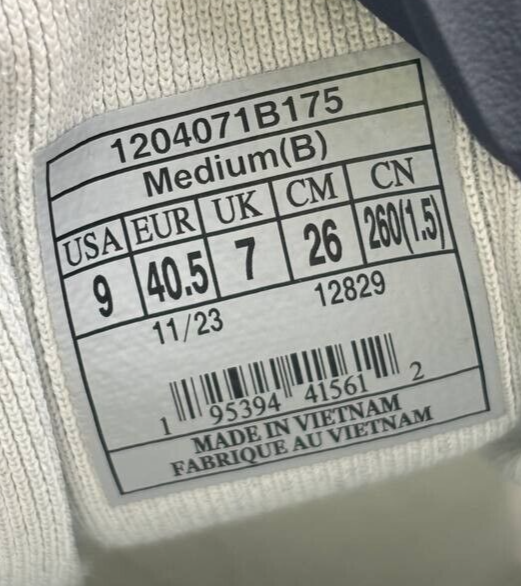 1204071B175
Medium(B)
USA EUR UK CM CN
9 40.5 7 26 260(1.5)
11/23 12829
1 95394 41561 2
MADE IN VIETNAM
FABRIQUE AU VIETNAM